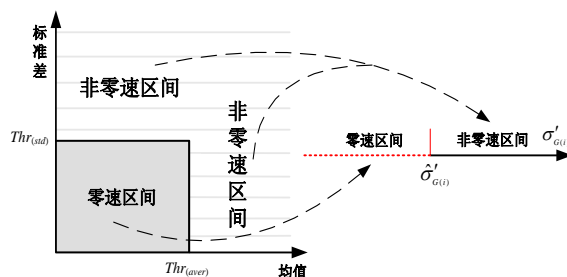 标准差
非零速区间
非零速区间
Thr(std)
零速区间
Thr(aver)
均值
零速区间
非零速区间
σ′G(i)
σ̂′G(i)